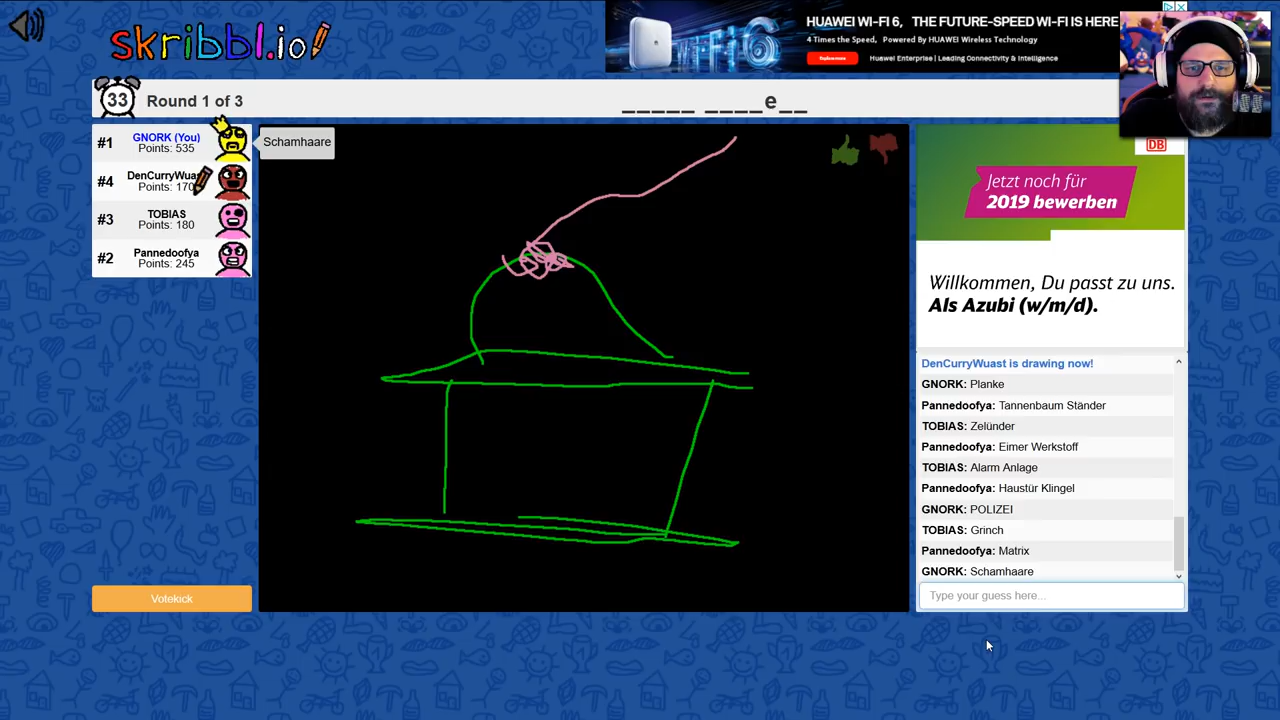 skribbl.io
HUAWEI WI-FI 6, THE FUTURE-SPEED WI-FI IS HERE
4 Times the Speed, Powered By HUAWEI Wireless Technology
Huawei Enterprise | Leading Connectivity & Intelligence
33
Round 1 of 3
_____ ____e__
#1
GNORK (You)
Points: 535
Schamhaare
#4
DenCurryWuast
Points: 170
#3
TOBIAS
Points: 180
#2
Pannedoofya
Points: 245
DB
Jetzt noch für
2019 bewerben
Willkommen, Du passt zu uns.
Als Azubi (w/m/d).
DenCurryWuast is drawing now!
GNORK: Planke
Pannedoofya: Tannenbaum Ständer
TOBIAS: Zelünder
Pannedoofya: Eimer Werkstoff
TOBIAS: Alarm Anlage
Pannedoofya: Haustür Klingel
GNORK: POLIZEI
TOBIAS: Grinch
Pannedoofya: Matrix
GNORK: Schamhaare
Type your guess here...
Votekick